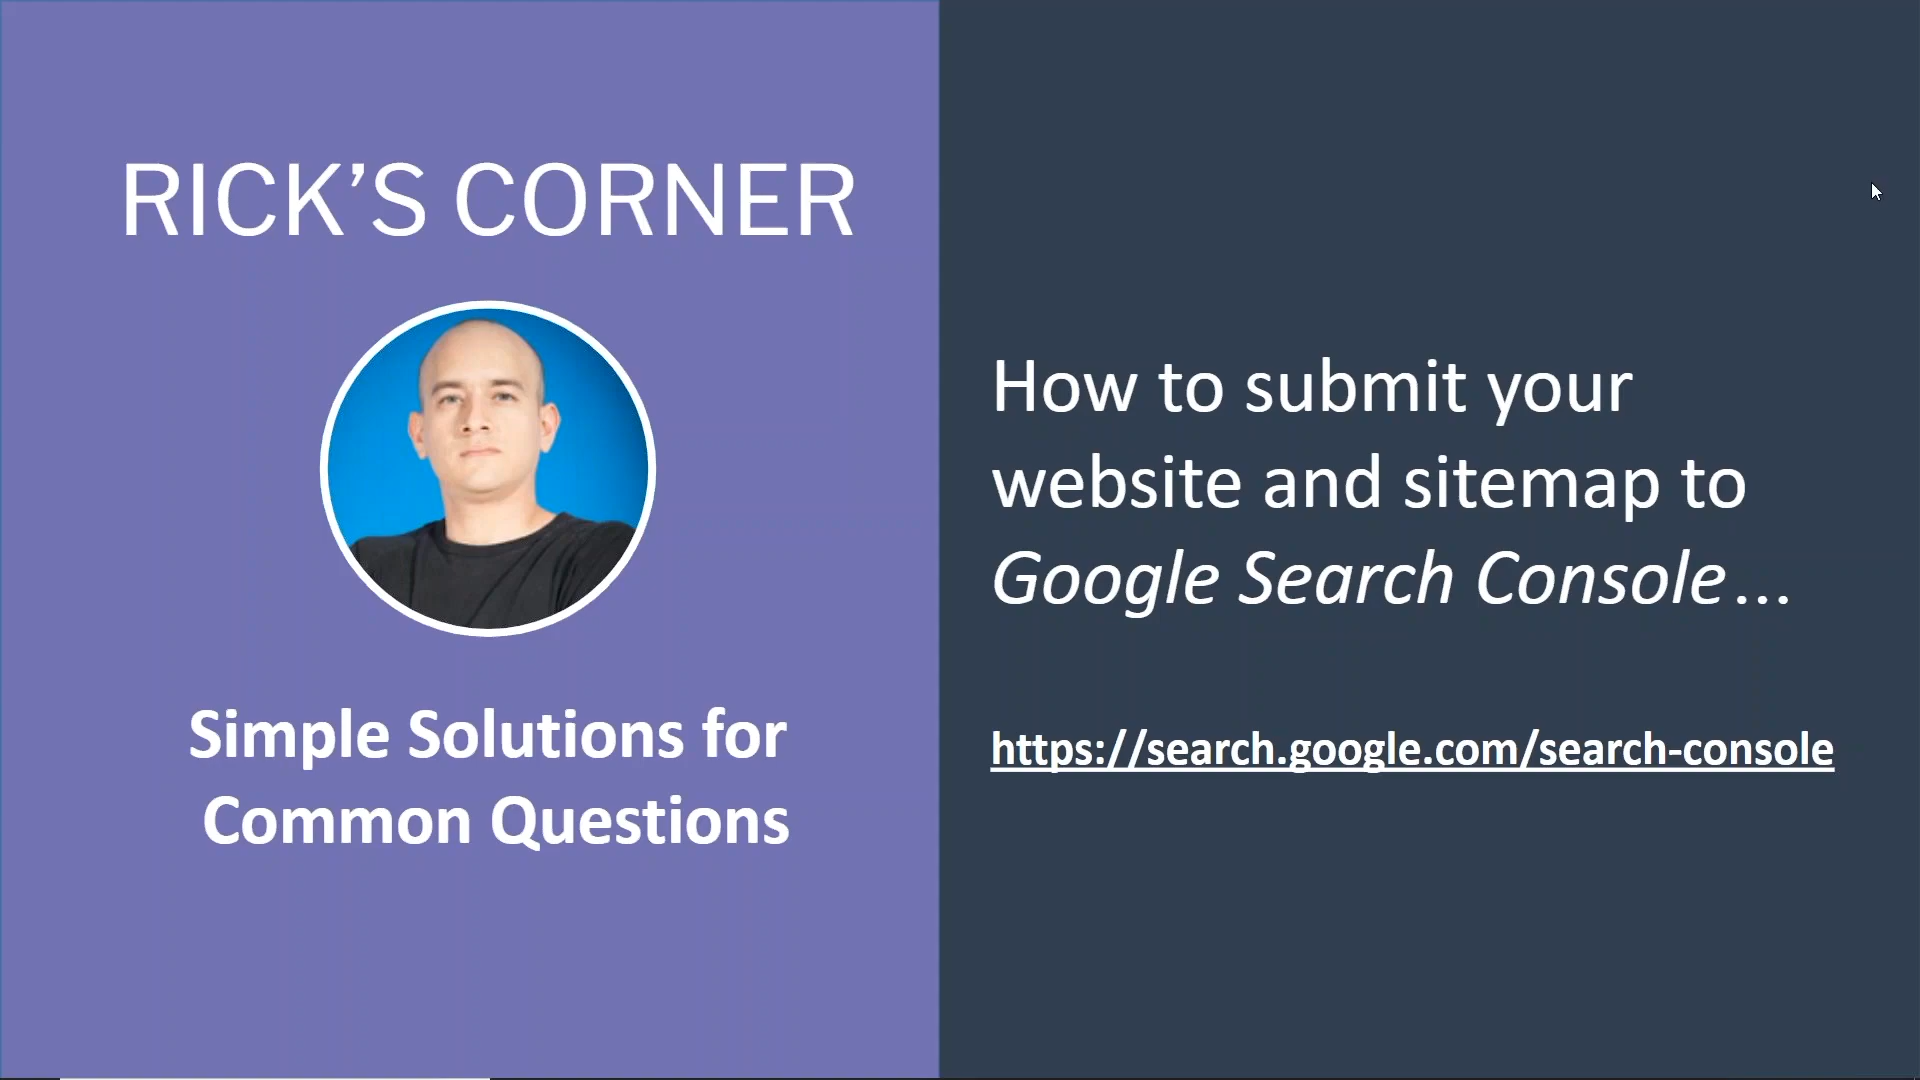 RICK’S CORNER
Simple Solutions for
Common Questions
How to submit your
website and sitemap to
Google Search Console...
https://search.google.com/search-console